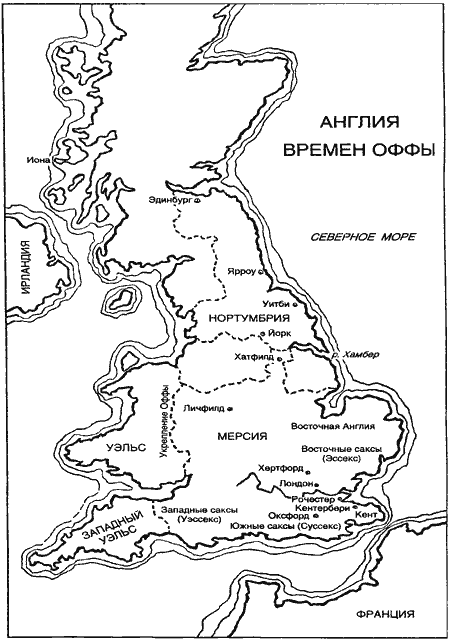 АНГЛИЯ
ВРЕМЕН ОФФЫ
Иона
Эдинбург
СЕВЕРНОЕ МОРЕ
ИРЛАНДИЯ
Ярроу
Уитби
НОРТУМБРИЯ
Йорк
р. Хамбер
Хатфилд
Укрепление Оффы
Личфилд
Восточная Англия
МЕРСИЯ
УЭЛЬС
Восточные саксы
(Эссекс)
Хертфорд
Лондон
Рочестер
Кентербери
Кент
Западные саксы
(Уэссекс)
Оксфорд
Южные саксы (Суссекс)
ЗАПАДНЫЙ
УЭЛЬС
ФРАНЦИЯ